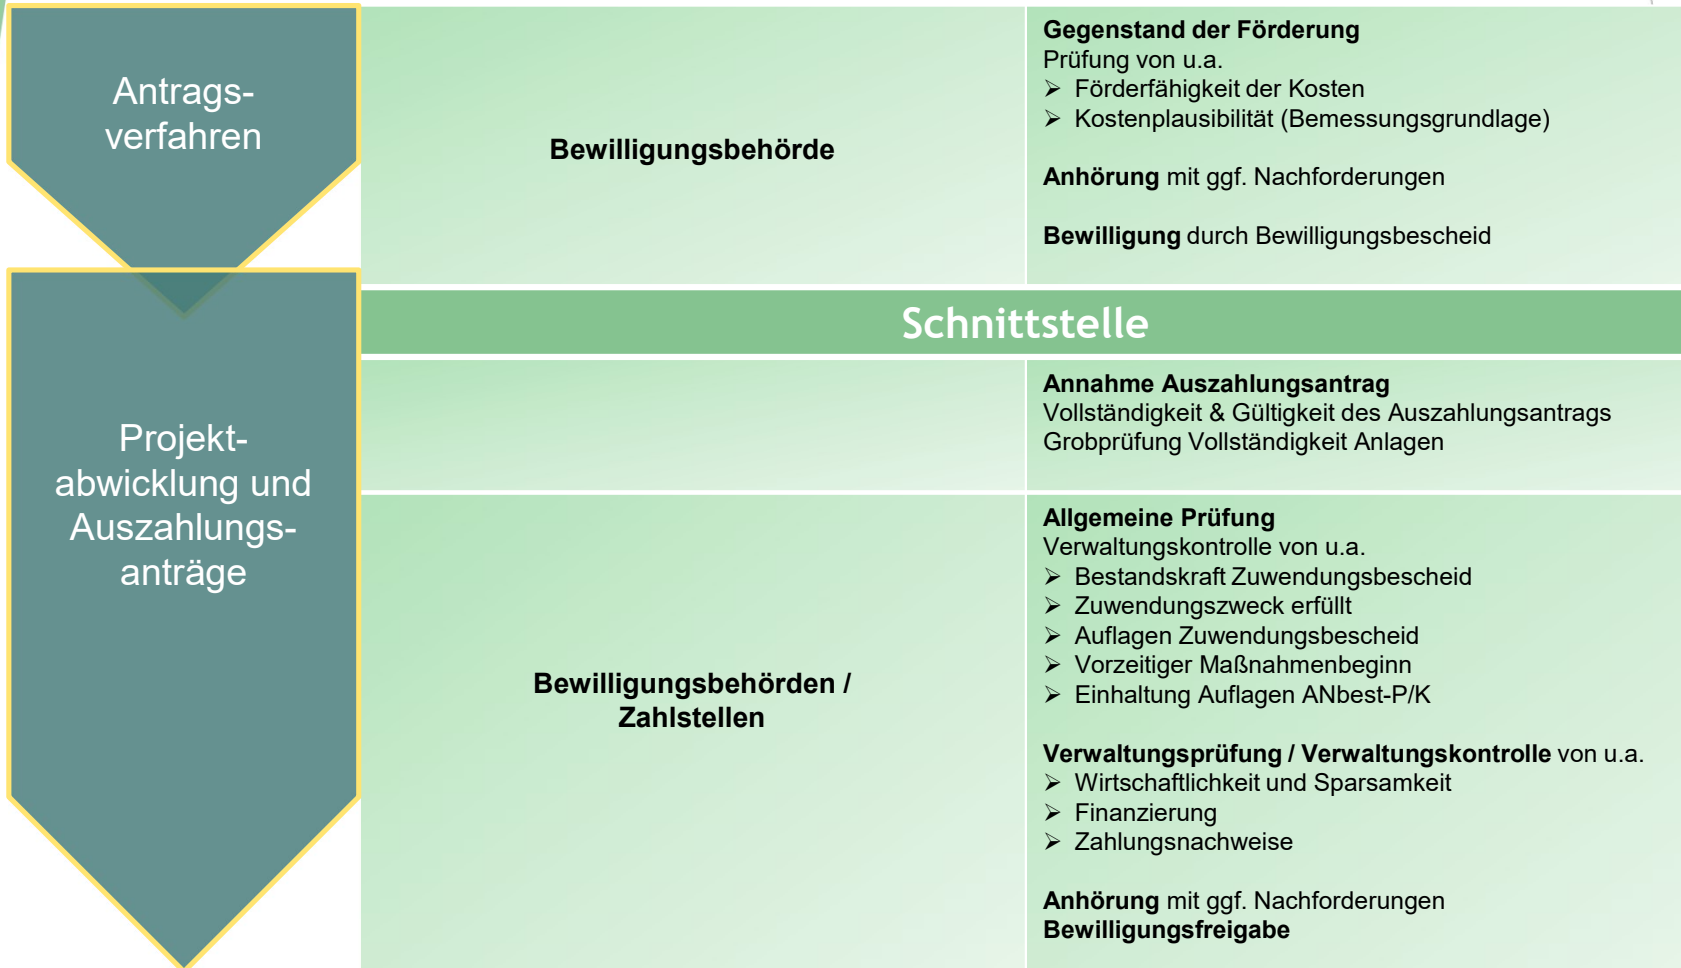 Antrags-
verfahren
Bewilligungsbehörde
Gegenstand der Förderung
Prüfung von u.a.
➢ Förderfähigkeit der Kosten
➢ Kostenplausibilität (Bemessungsgrundlage)
Anhörung mit ggf. Nachforderungen
Bewilligung durch Bewilligungsbescheid
Schnittstelle
Projekt-
abwicklung und
Auszahlungs-
anträge
Annahme Auszahlungsantrag
Vollständigkeit & Gültigkeit des Auszahlungsantrags
Grobprüfung Vollständigkeit Anlagen
Bewilligungsbehörden /
Zahlstellen
Allgemeine Prüfung
Verwaltungskontrolle von u.a.
➢ Bestandskraft Zuwendungsbescheid
➢ Zuwendungszweck erfüllt
➢ Auflagen Zuwendungsbescheid
➢ Vorzeitiger Maßnahmenbeginn
➢ Einhaltung Auflagen ANbest-P/K
Verwaltungsprüfung / Verwaltungskontrolle von u.a.
➢ Wirtschaftlichkeit und Sparsamkeit
➢ Finanzierung
➢ Zahlungsnachweise
Anhörung mit ggf. Nachforderungen
Bewilligungsfreigabe